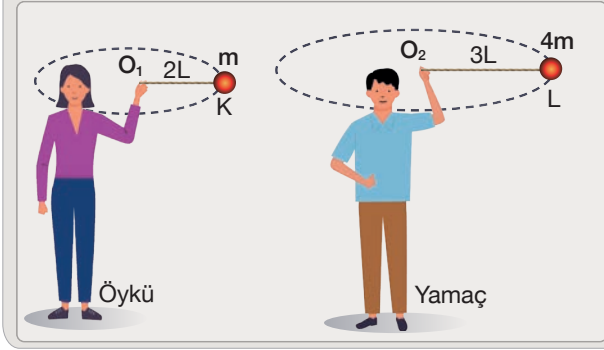 O₁ 2L m
K
Öykü
O₂ 3L 4m
L
Yamaç